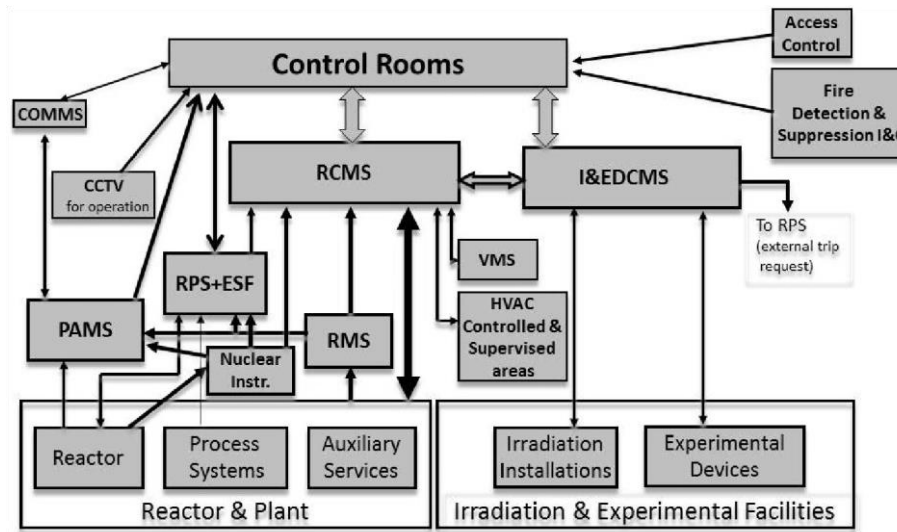 Access
Control
Control Rooms
Fire
Detection &
Suppression I&C
COMMS
CCTV
for operation
RCMS
I&EDCMS
To RPS
(external trip
request)
VMS
RPS+ESF
HVAC
Controlled &
Supervised
areas
PAMS
RMS
Nuclear
Instr.
Reactor
Process
Systems
Auxiliary
Services
Irradiation
Installations
Experimental
Devices
Reactor & Plant
Irradiation & Experimental Facilities